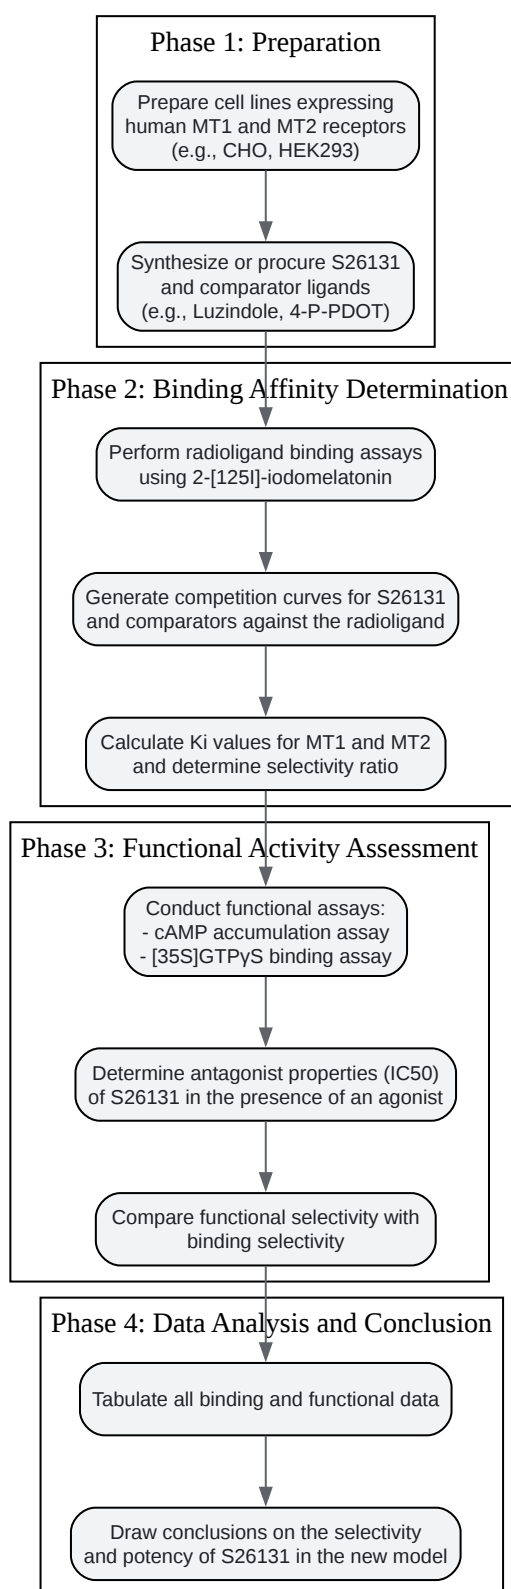 Phase 1: Preparation
Prepare cell lines expressing
human MT1 and MT2 receptors
(e.g., CHO, HEK293)
Synthesize or procure S26131
and comparator ligands
(e.g., Luzindole, 4-P-PDOT)
Phase 2: Binding Affinity Determination
Perform radioligand binding assays
using 2-[125I]-iodomelatonin
Generate competition curves for S26131
and comparators against the radioligand
Calculate Ki values for MT1 and MT2
and determine selectivity ratio
Phase 3: Functional Activity Assessment
Conduct functional assays:
- cAMP accumulation assay
- [35S]GTPγS binding assay
Determine antagonist properties (IC50)
of S26131 in the presence of an agonist
Compare functional selectivity with
binding selectivity
Phase 4: Data Analysis and Conclusion
Tabulate all binding and functional data
Draw conclusions on the selectivity
and potency of S26131 in the new model